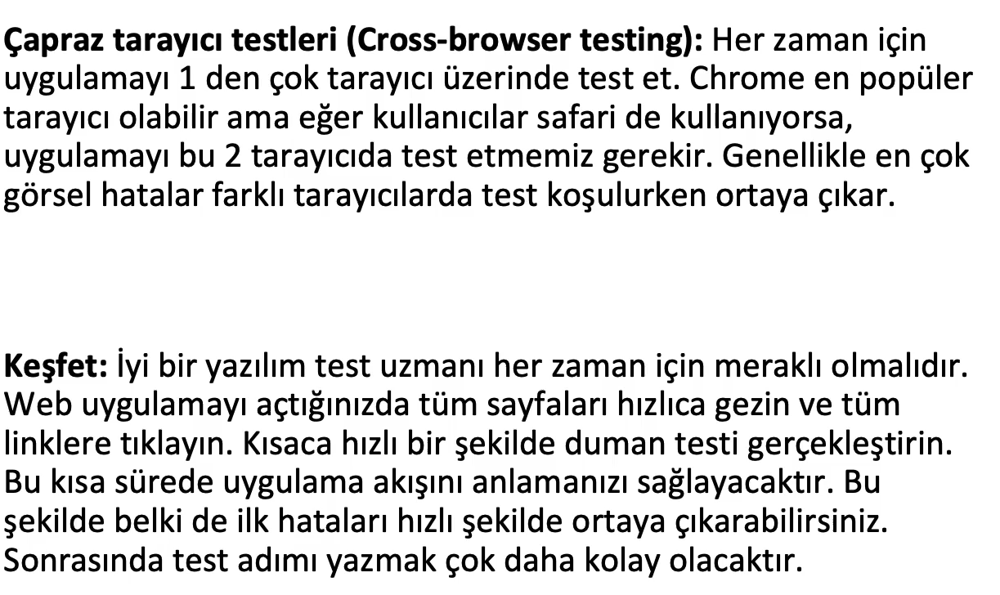 Çapraz tarayıcı testleri (Cross-browser testing): Her zaman için
uygulamayı 1 den çok tarayıcı üzerinde test et. Chrome en popüler
tarayıcı olabilir ama eğer kullanıcılar safari de kullanıyorsa,
uygulamayı bu 2 tarayıcıda test etmemiz gerekir. Genellikle en çok
görsel hatalar farklı tarayıcılarda test koşulurken ortaya çıkar.
Keşfet: İyi bir yazılım test uzmanı her zaman için meraklı olmalıdır.
Web uygulamayı açtığınızda tüm sayfaları hızlıca gezin ve tüm
linklere tıklayın. Kısaca hızlı bir şekilde duman testi gerçekleştirin.
Bu kısa sürede uygulama akışını anlamanızı sağlayacaktır. Bu
şekilde belki de ilk hataları hızlı şekilde ortaya çıkarabilirsiniz.
Sonrasında test adımı yazmak çok daha kolay olacaktır.